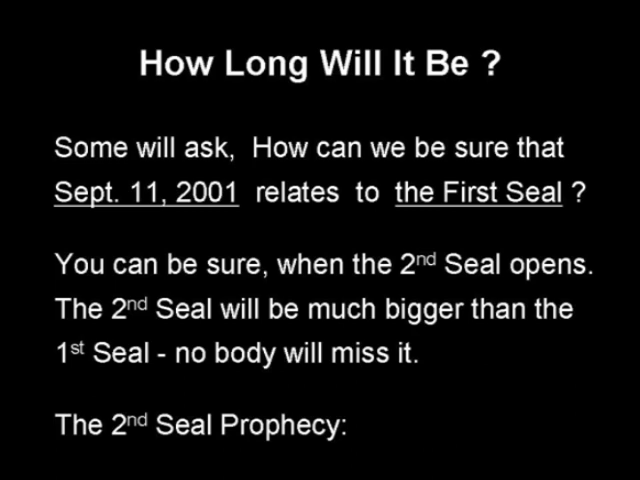 How Long Will It Be ?
Some will ask, How can we be sure that
Sept. 11, 2001 relates to the First Seal ?
You can be sure, when the 2nd Seal opens.
The 2nd Seal will be much bigger than the
1st Seal - no body will miss it.
The 2nd Seal Prophecy: